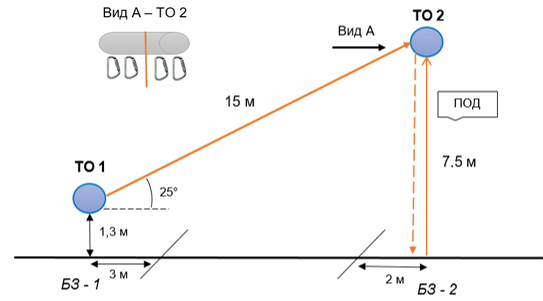 Вид А – ТО 2
ТО 2
Вид А
15 м
ПОД
7.5 м
ТО 1
25°
1,3 м
3 м
2 м
БЗ - 1
БЗ - 2